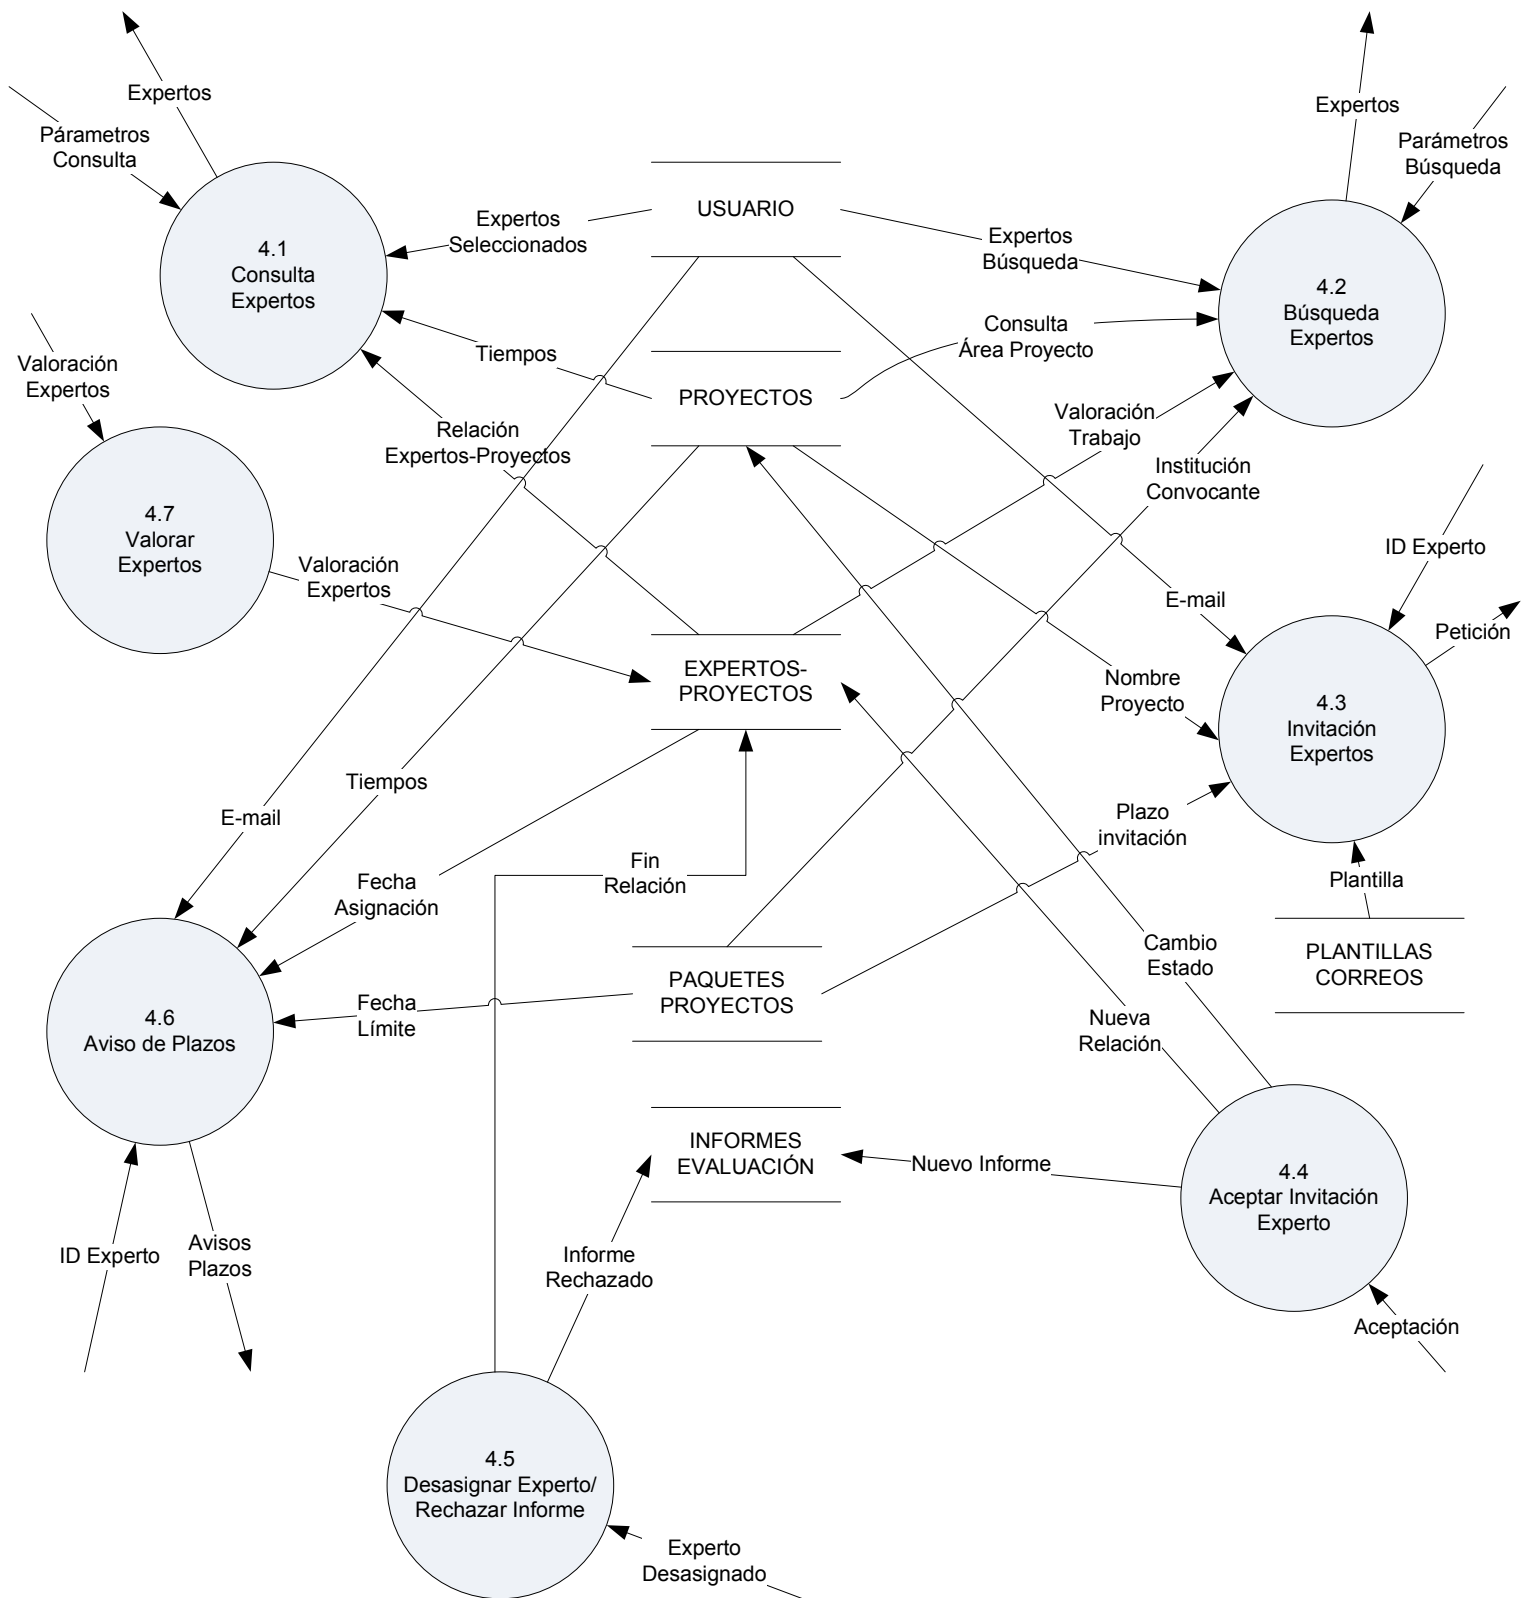 Expertos
Expertos
Párametros
Consulta
Parámetros
Búsqueda
USUARIO
Expertos
Seleccionados
Expertos
Búsqueda
4.1
Consulta
Expertos
4.2
Búsqueda
Expertos
Consulta
Área Proyecto
Tiempos
Valoración
Expertos
PROYECTOS
Relación
Expertos-Proyectos
Valoración
Trabajo
Institución
Convocante
4.7
Valorar
Expertos
ID Experto
Valoración
Expertos
E-mail
Petición
EXPERTOS-
PROYECTOS
Nombre
Proyecto
4.3
Invitación
Expertos
Tiempos
E-mail
Plazo
invitación
Fin
Relación
Fecha
Asignación
Plantilla
Cambio
Estado
PLANTILLAS
CORREOS
PAQUETES
PROYECTOS
Fecha
Límite
4.6
Aviso de Plazos
Nueva
Relación
INFORMES
EVALUACIÓN
Nuevo Informe
4.4
Aceptar Invitación
Experto
ID Experto
Avisos
Plazos
Informe
Rechazado
Aceptación
4.5
Desasignar Experto/
Rechazar Informe
Experto
Desasignado